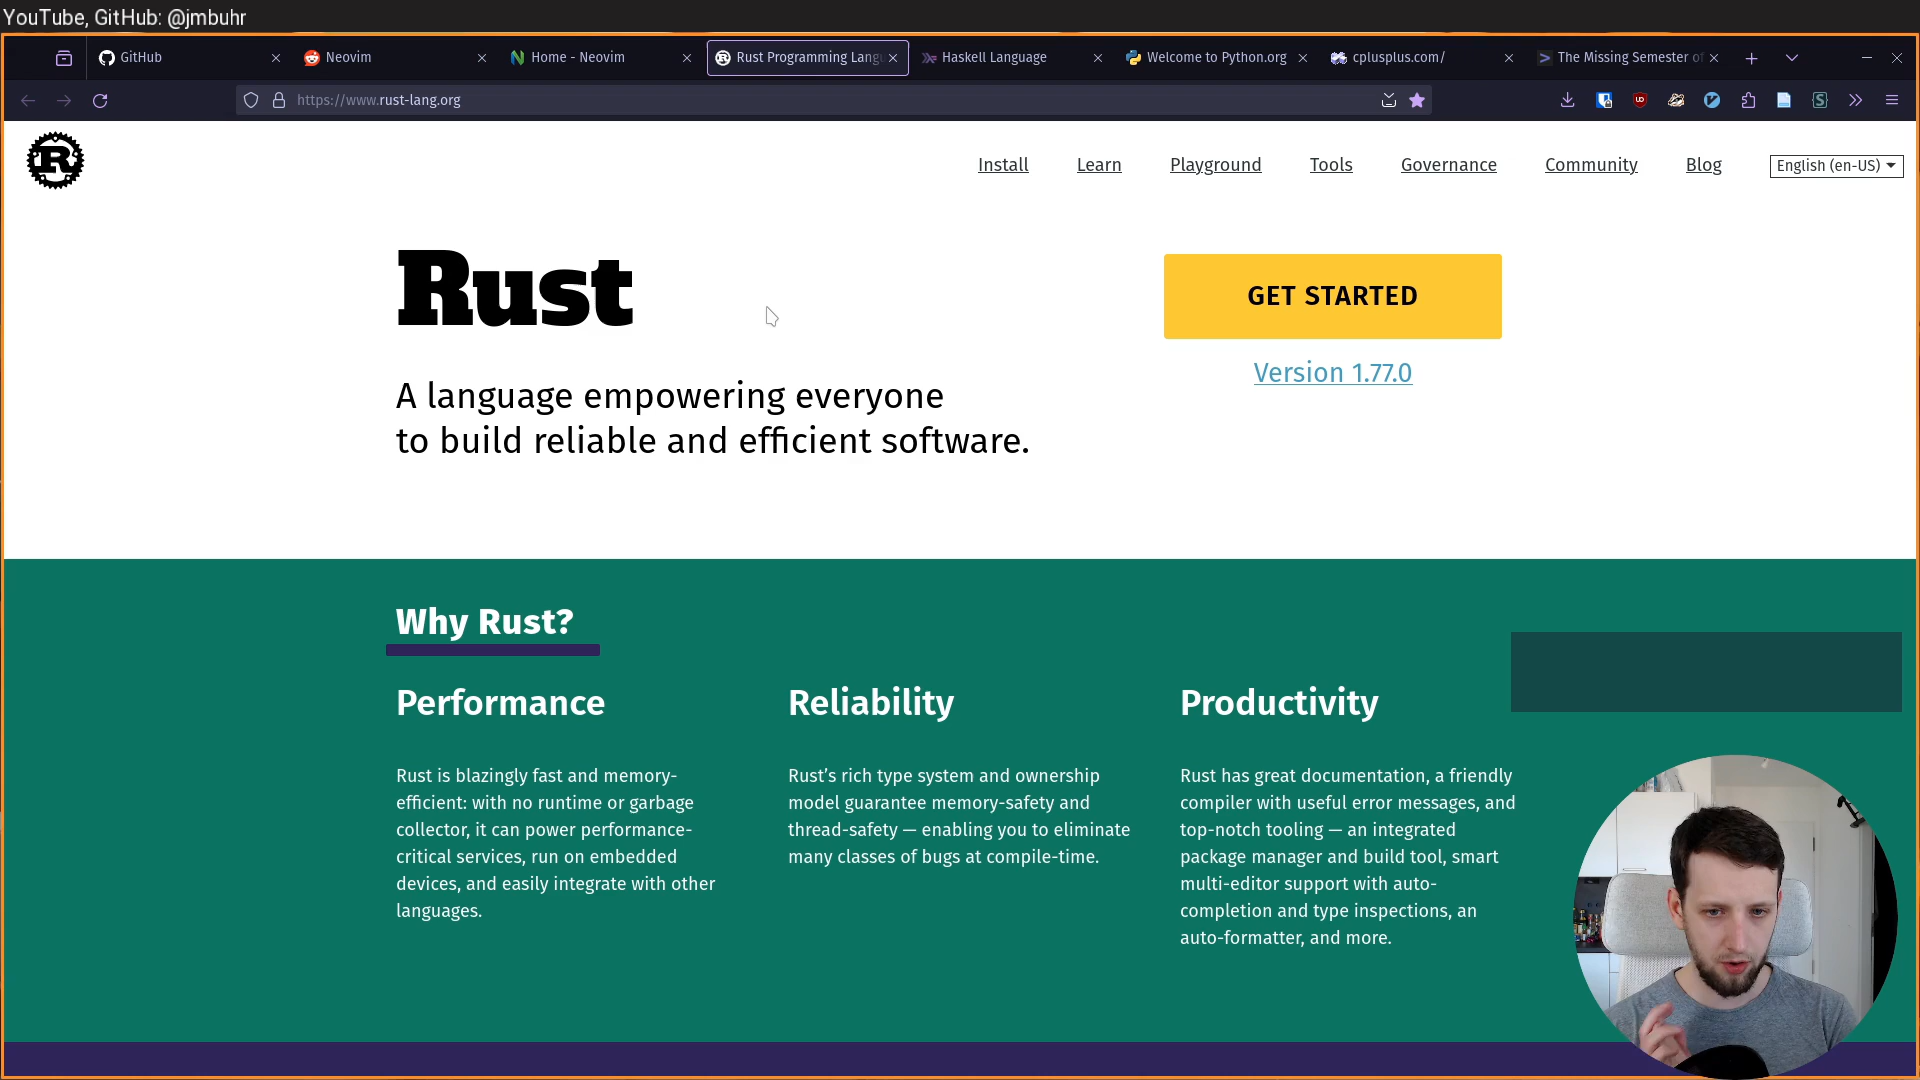 YouTube, GitHub: @jmbuhr
GitHub
Neovim
Home - Neovim
Rust Programming Lang
Haskell Language
Welcome to Python.org
cplusplus.com/
The Missing Semester of
https://www.rust-lang.org
R
Install
Learn
Playground
Tools
Governance
Community
Blog
English (en-US)
Rust
GET STARTED
Version 1.77.0
A language empowering everyone
to build reliable and efficient software.
Why Rust?
Performance
Rust is blazingly fast and memory-
efficient: with no runtime or garbage
collector, it can power performance-
critical services, run on embedded
devices, and easily integrate with other
languages.
Reliability
Rust’s rich type system and ownership
model guarantee memory-safety and
thread-safety — enabling you to eliminate
many classes of bugs at compile-time.
Productivity
Rust has great documentation, a friendly
compiler with useful error messages, and
top-notch tooling — an integrated
package manager and build tool, smart
multi-editor support with auto-
completion and type inspections, an
auto-formatter, and more.